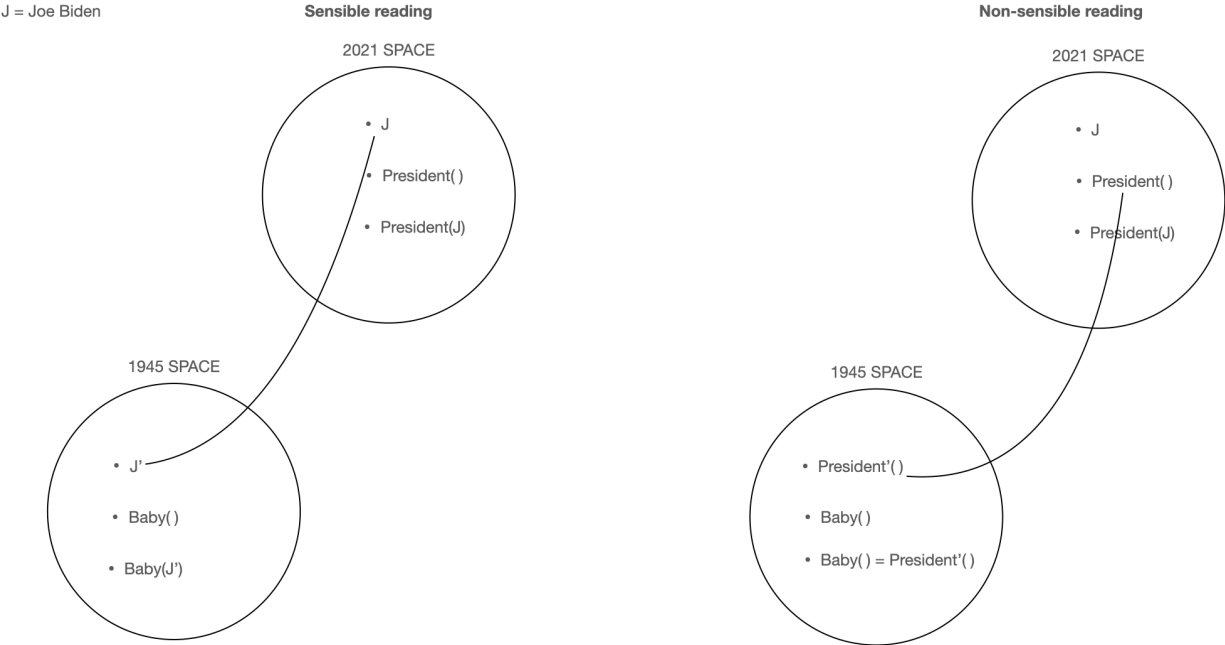 J = Joe Biden
Sensible reading
2021 SPACE
• J
• President( )
• President(J)
1945 SPACE
• J’
• Baby( )
• Baby(J’)
Non-sensible reading
2021 SPACE
• J
• President( )
• President(J)
1945 SPACE
• President’( )
• Baby( )
• Baby( ) = President’( )